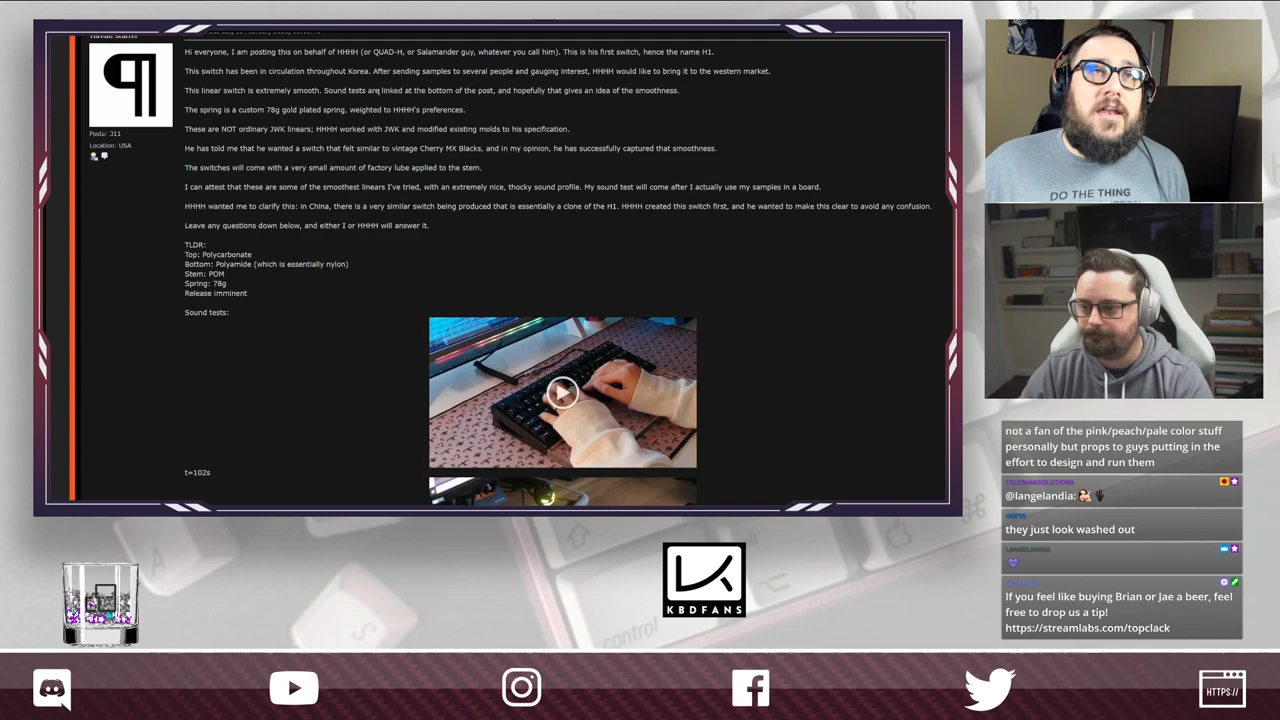 Thread Starter
Posts: 311
Location: USA
Hi everyone, I am posting this on behalf of HHHH (or QUAD-H, or Salamander guy, whatever you call him). This is his first switch, hence the name H1.
This switch has been in circulation throughout Korea. After sending samples to several people and gauging interest, HHHH would like to bring it to the western market.
This linear switch is extremely smooth. Sound tests are linked at the bottom of the post, and hopefully that gives an idea of the smoothness.
The spring is a custom 78g gold plated spring, weighted to HHHH's preferences.
These are NOT ordinary JWK linears; HHHH worked with JWK and modified existing molds to his specification.
He has told me that he wanted a switch that felt similar to vintage Cherry MX Blacks, and in my opinion, he has successfully captured that smoothness.
The switches will come with a very small amount of factory lube applied to the stem.
I can attest that these are some of the smoothest linears I've tried, with an extremely nice, thocky sound profile. My sound test will come after I actually use my samples in a board.
HHHH wanted me to clarify this: in China, there is a very similar switch being produced that is essentially a clone of the H1. HHHH created this switch first, and he wanted to make this clear to avoid any confusion.
Leave any questions down below, and either I or HHHH will answer it.
TLDR:
Top: Polycarbonate
Bottom: Polyamide (which is essentially nylon)
Stem: POM
Spring: 78g
Release imminent
Sound tests:
t=102s
DO THE THING
not a fan of the pink/peach/pale color stuff
personally but props to guys putting in the
effort to design and run them
TALISMANSOLUTIONS
@langelandia:
HOFFE
they just look washed out
LANGELANDIA
If you feel like buying Brian or Jae a beer, feel
free to drop us a tip!
https://streamlabs.com/topclack
KBDFANS
control
HTTPS://